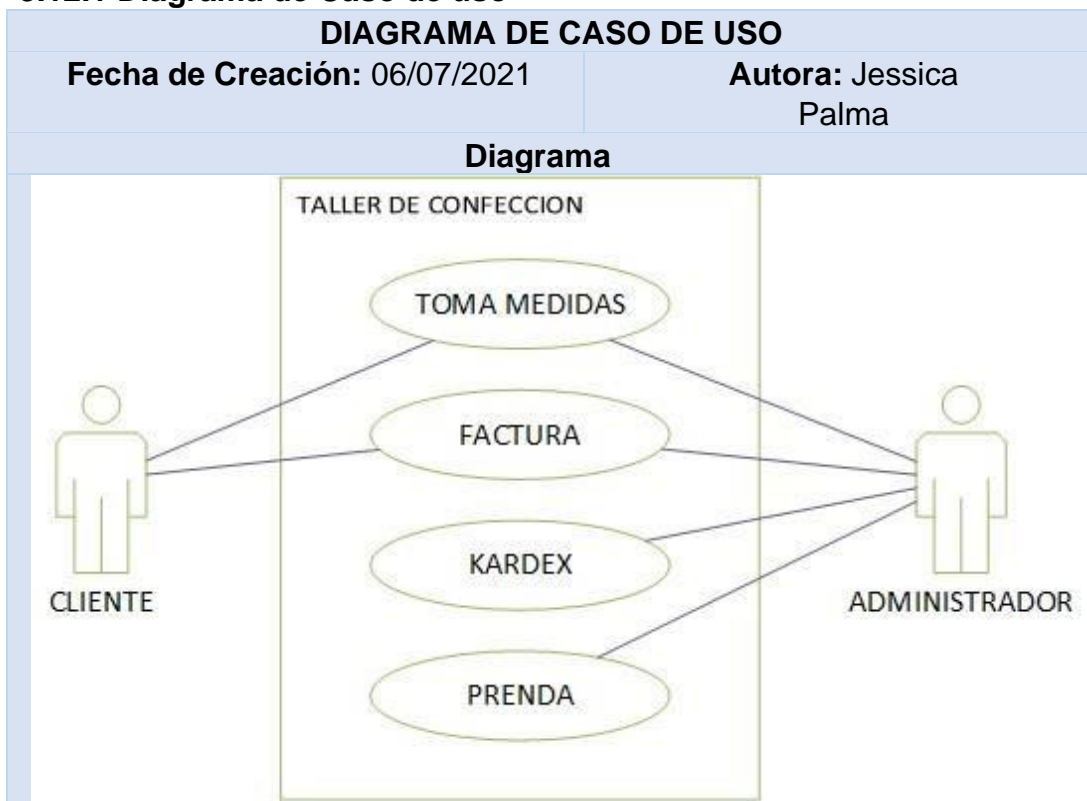 DIAGRAMA DE CASO DE USO
Fecha de Creación: 06/07/2021
Autora: Jessica
Palma
Diagrama
TALLER DE CONFECCION
TOMA MEDIDAS
FACTURA
KARDEX
CLIENTE
ADMINISTRADOR
PRENDA